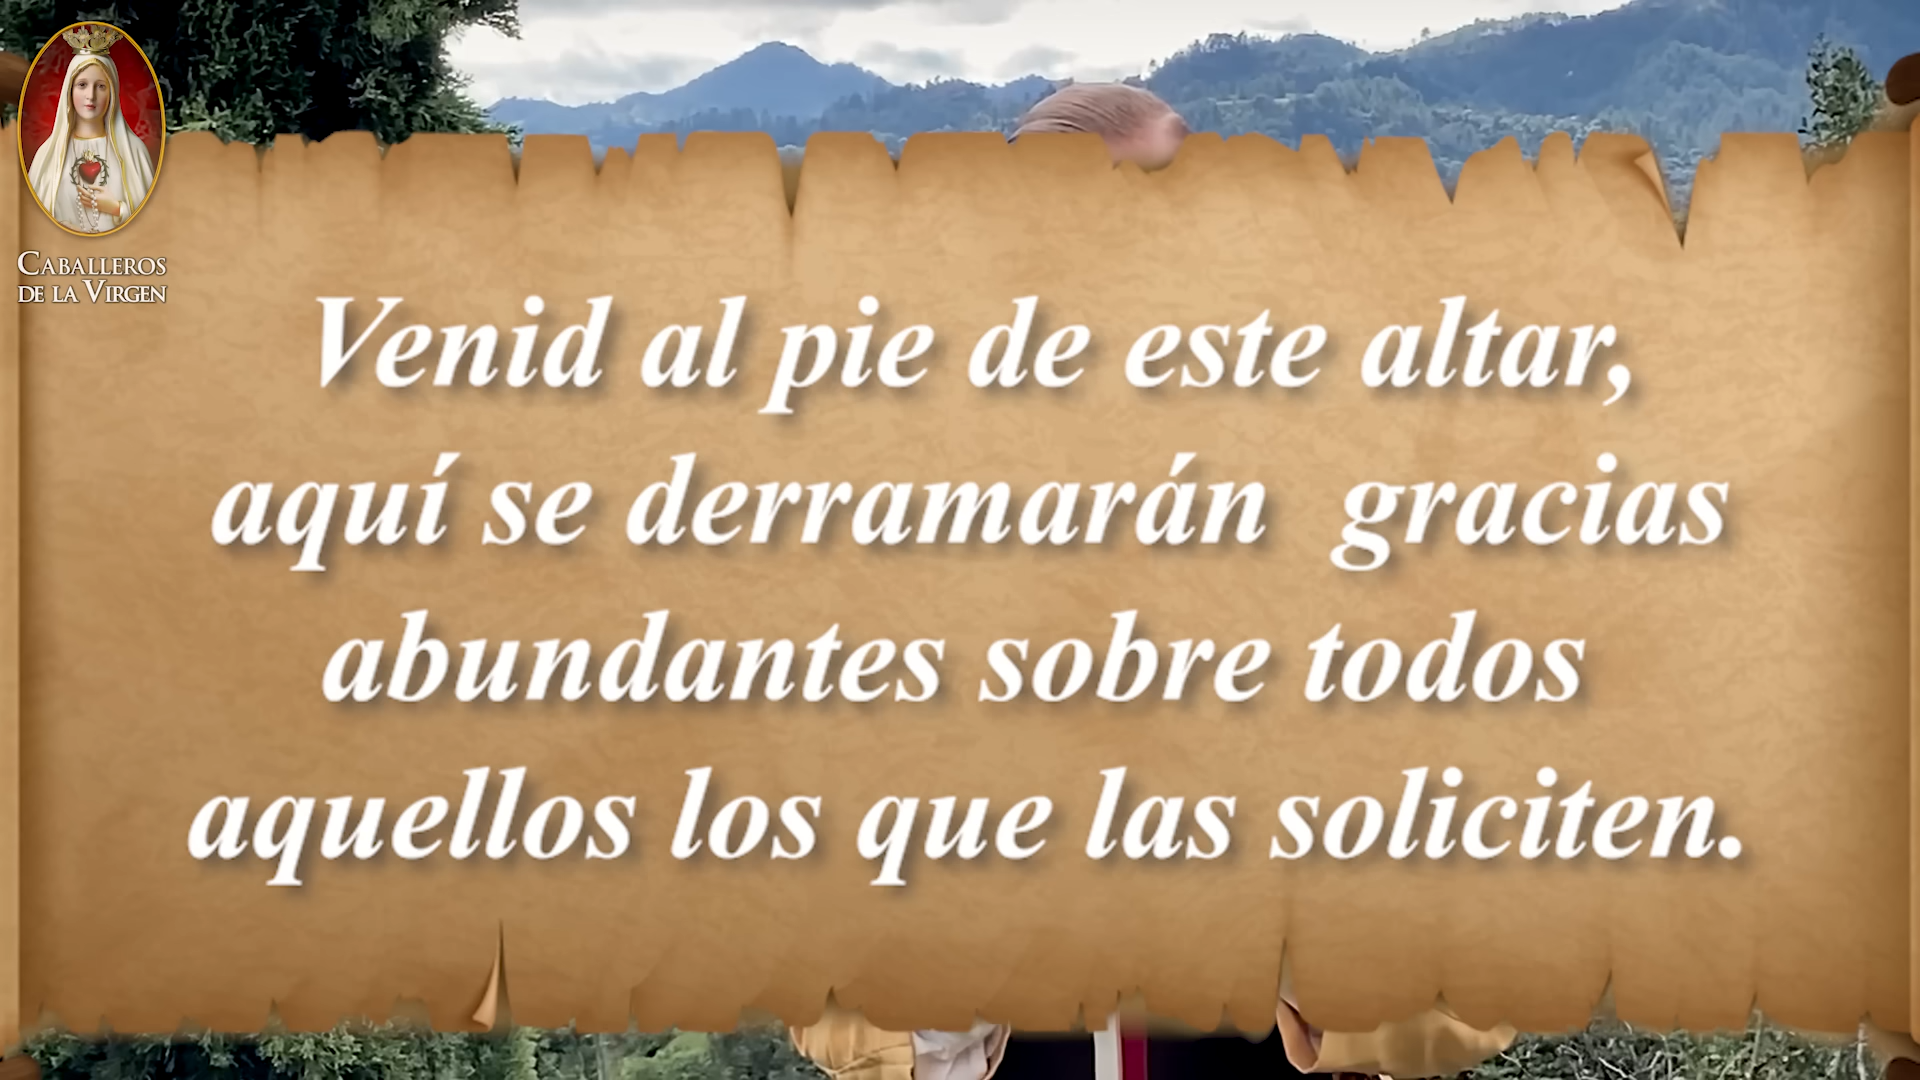 CABALLEROS
DE LA VIRGEN
Venid al pie de este altar,
aquí se derramarán gracias
abundantes sobre todos
aquellos los que las soliciten.